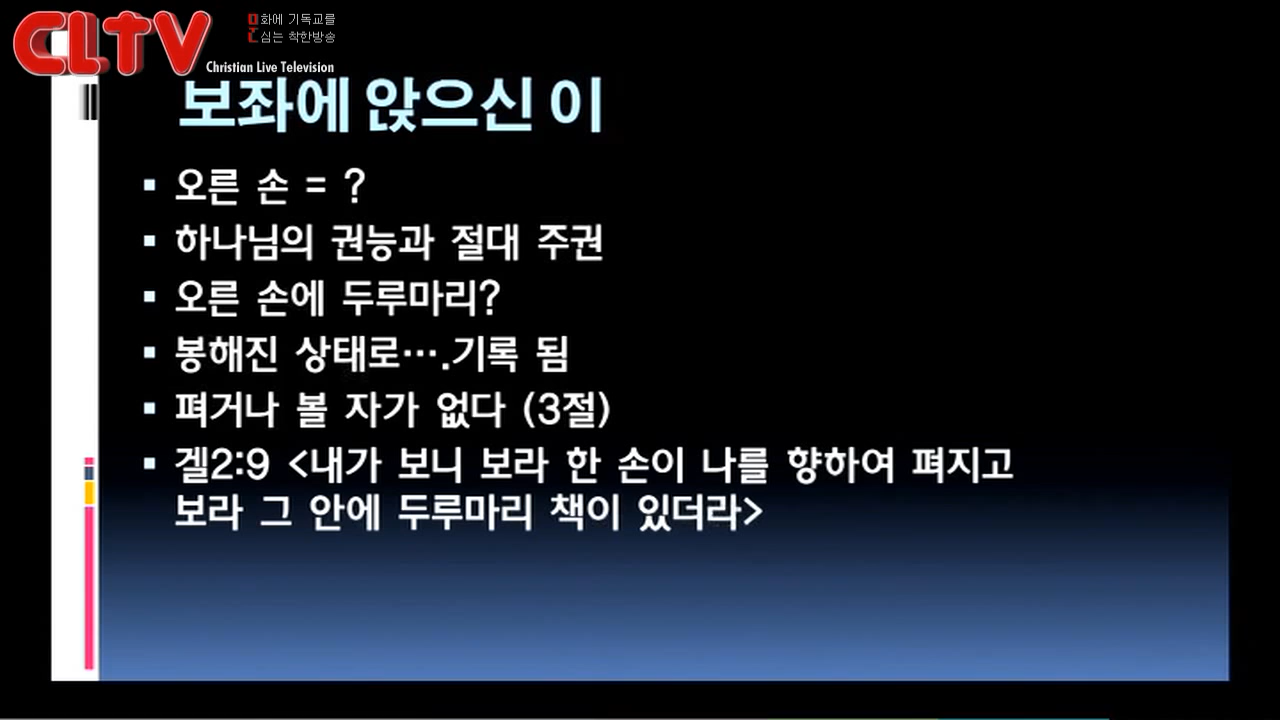 CLTV
문화에 기독교를
심는 착한방송
Christian Live Television
보좌에 앉으신 이
오른 손 = ?
하나님의 권능과 절대 주권
오른 손에 두루마리?
봉해진 상태로….기록 됨
펴거나 볼 자가 없다 (3절)
겔2:9 <내가 보니 보라 한 손이 나를 향하여 펴지고
보라 그 안에 두루마리 책이 있더라>